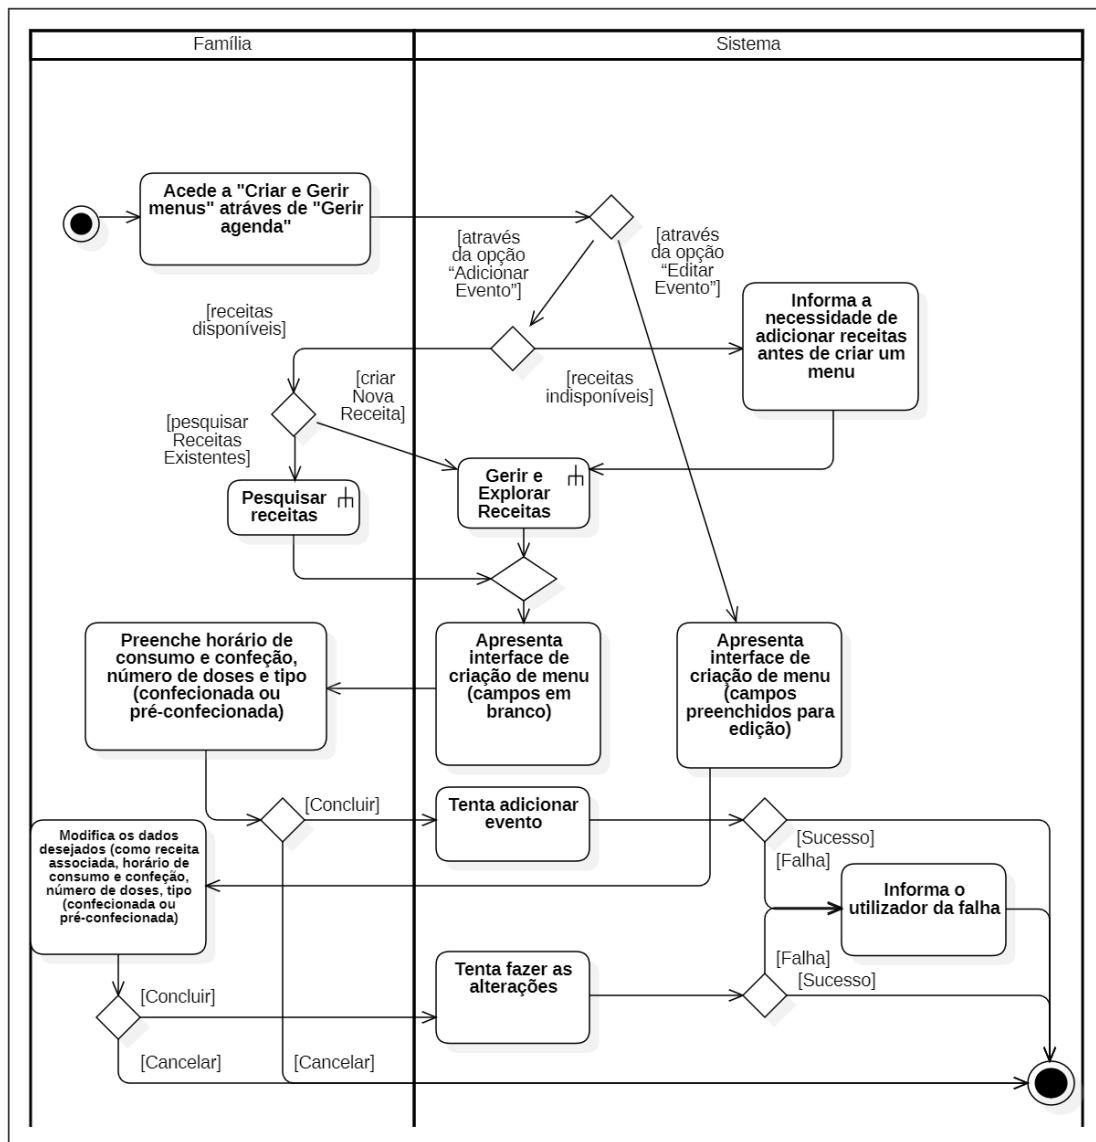 Família
Sistema
Acede a "Criar e Gerir
menus" atráves de "Gerir
agenda"
[através
da opção
“Adicionar
Evento”]
[através
da opção
“Editar
Evento”]
Informa a
necessidade de
adicionar receitas
antes de criar um
menu
[receitas
disponíveis]
[receitas
indisponíveis]
[criar
Nova
Receita]
[pesquisar
Receitas
Existentes]
Pesquisar
receitas
Gerir e
Explorar
Receitas
Preenche horário de
consumo e confeção,
número de doses e tipo
(confecionada ou
pré-confecionada)
Apresenta
interface de
criação de menu
(campos em
branco)
Apresenta
interface de
criação de menu
(campos
preenchidos para
edição)
[Concluir]
Tenta adicionar
evento
[Sucesso]
[Falha]
Modifica os dados
desejados (como receita
associada, horário de
consumo e confeção,
número de doses, tipo
(confecionada ou
pré-confecionada)
Informa o
utilizador da falha
[Falha]
[Sucesso]
Tenta fazer as
alterações
[Concluir]
[Cancelar]
[Cancelar]